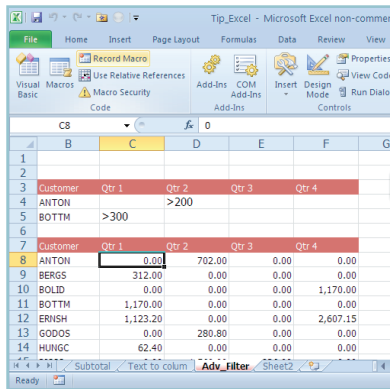 Tip_Excel - Microsoft Excel non-comme
File Home Insert Page Layout Formulas Data Review View
Visual Basic Macros Record Macro Use Relative References Macro Security
Code
Add-Ins COM Add-Ins
Add-Ins
Insert Design Mode Properties View Code Run Dialo
Controls
C8 fx 0
B C D E F G
1
2
3 Customer Qtr 1 Qtr 2 Qtr 3 Qtr 4
4 ANTON >200
5 BOTTM >300
6
7 Customer Qtr 1 Qtr 2 Qtr 3 Qtr 4
8 ANTON 0.00 702.00 0.00 0.00
9 BERGS 312.00 0.00 0.00 0.00
10 BOLID 0.00 0.00 0.00 1,170.00
11 BOTTM 1,170.00 0.00 0.00 0.00
12 ERNSH 1,123.20 0.00 0.00 2,607.15
13 GODOS 0.00 280.80 0.00 0.00
14 HUNGC 62.40 0.00 0.00 0.00
Subtotal Text to colum Adv_Filter Sheet2
Ready